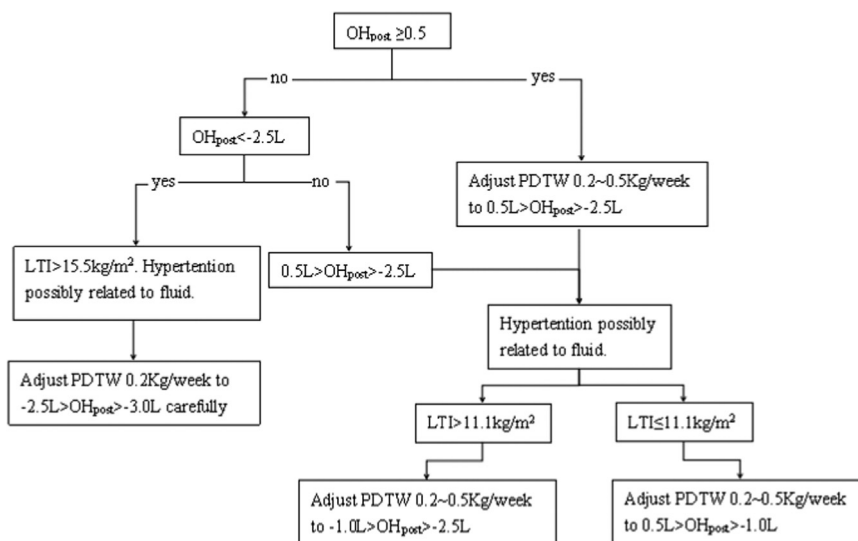 OHpost ≥0.5
no
yes
OHpost<-2.5L
yes
no
Adjust PDTW 0.2~0.5Kg/week
to 0.5L>OHpost>-2.5L
LTI>15.5kg/m². Hypertention
possibly related to fluid.
0.5L>OHpost>-2.5L
Hypertention possibly
related to fluid.
Adjust PDTW 0.2Kg/week to
-2.5L>OHpost>-3.0L carefully
LTI>11.1kg/m²
LTI≤11.1kg/m²
Adjust PDTW 0.2~0.5Kg/week
to -1.0L>OHpost>-2.5L
Adjust PDTW 0.2~0.5Kg/week
to 0.5L>OHpost>-1.0L